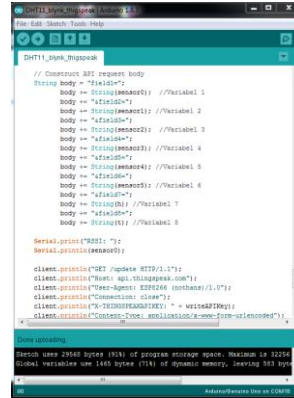 DHT11_blynk_thigspeak | Arduino 1.8.5
File Edit Sketch Tools Help
DHT11_blynk_thigspeak
// Construct API request body
String body = "field1=";
body += String(sensor0); //Variabel 1
body += "&field2=";
body += String(sensor1); //Variabel 2
body += "&field3=";
body += String(sensor2); //Variabel 3
body += "&field4=";
body += String(sensor3); //Variabel 4
body += "&field5=";
body += String(sensor4); //Variabel 5
body += "&field6=";
body += String(sensor5); //Variabel 6
body += "&field7=";
body += String(h); //Variabel 7
body += "&field8=";
body += String(t); //Variabel 8
Serial.print("RSSI: ");
Serial.println(sensor0);
client.println("GET /update HTTP/1.1");
client.println("Host: api.thingspeak.com");
client.println("User-Agent: ESP8266 (nothans)/1.0");
client.println("Connection: close");
client.println("X-THINGSPEAKAPIKEY: " + writeAPIKey);
client.println("Content-Type: application/x-www-form-urlencoded");
Done uploading.
Sketch uses 29568 bytes (91%) of program storage space. Maximum is 32256
Global variables use 1465 bytes (71%) of dynamic memory, leaving 583 byte
Arduino/Genuino Uno on COM18